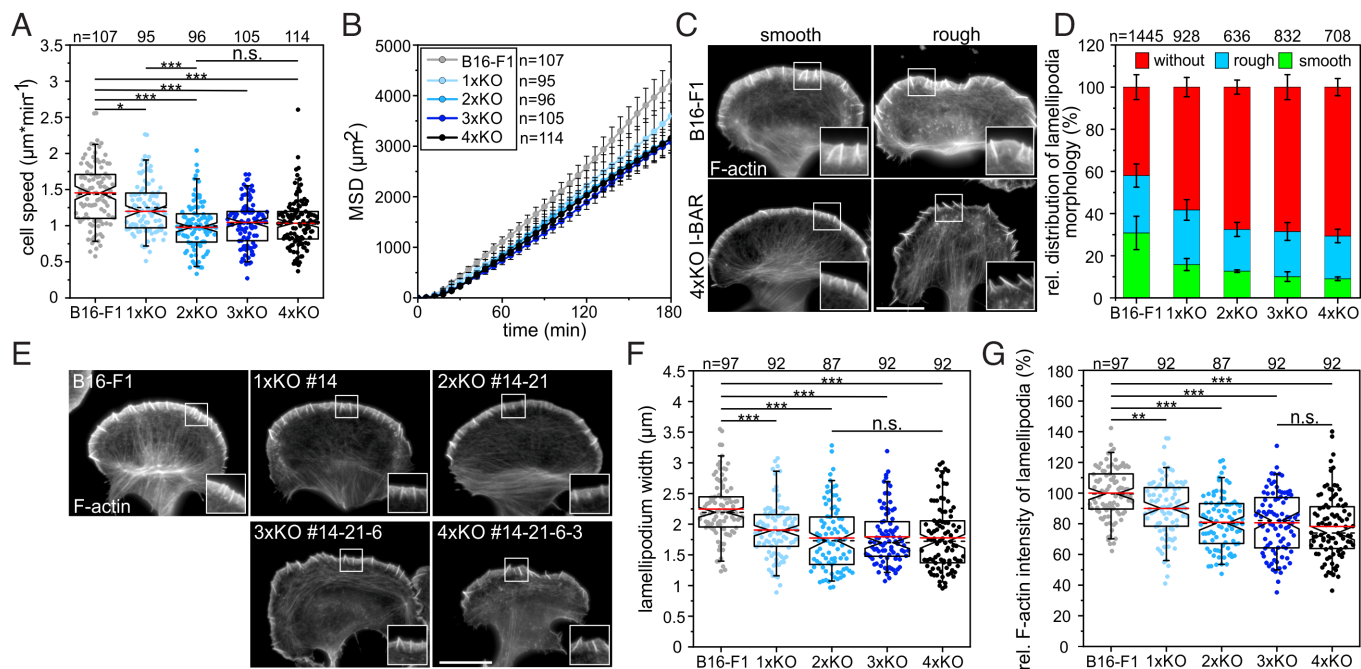 A
n=107 95 96 105 114
n.s.
***
***
***
***
*
cell speed (µm*min⁻¹)
3.5
3
2.5
2
1.5
1
0.5
0
B16-F1 1xKO 2xKO 3xKO 4xKO
B
MSD (µm²)
5000
4000
3000
2000
1000
0
B16-F1 n=107
1xKO n=95
2xKO n=96
3xKO n=105
4xKO n=114
0 60 120 180
time (min)
C
smooth rough
B16-F1
F-actin
4xKO I-BAR
D
n=1445 928 636 832 708
without rough smooth
rel. distribution of lamellipodia
morphology (%)
120
100
80
60
40
20
0
B16-F1 1xKO 2xKO 3xKO 4xKO
E
B16-F1
F-actin
1xKO #14
2xKO #14-21
3xKO #14-21-6
4xKO #14-21-6-3
F
n=97 92 87 92 92
***
***
***
***
n.s.
lamellipodium width (µm)
4.5
4
3.5
3
2.5
2
1.5
1
0.5
0
B16-F1 1xKO 2xKO 3xKO 4xKO
G
n=97 92 87 92 92
***
***
***
**
n.s.
rel. F-actin intensity of lamellipodia (%)
180
160
140
120
100
80
60
40
20
0
B16-F1 1xKO 2xKO 3xKO 4xKO